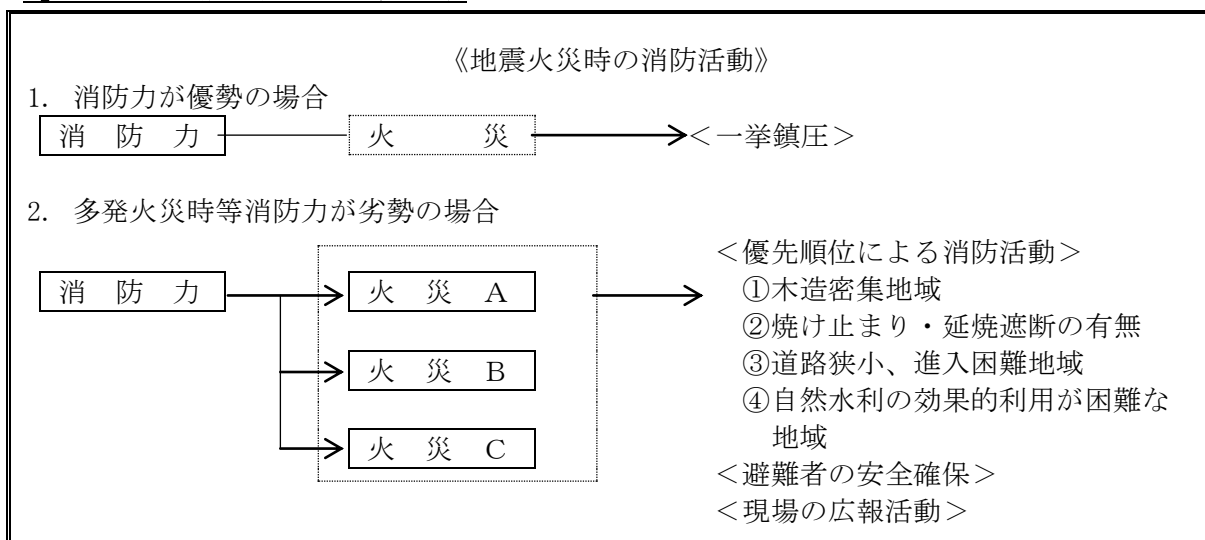 《地震火災時の消防活動》
1. 消防力が優勢の場合
消 防 力
火 災
＜一挙鎮圧＞
2. 多発火災時等消防力が劣勢の場合
消 防 力
火 災 A
火 災 B
火 災 C
＜優先順位による消防活動＞
①木造密集地域
②焼け止まり・延焼遮断の有無
③道路狭小、進入困難地域
④自然水利の効果的利用が困難な
地域
＜避難者の安全確保＞
＜現場の広報活動＞